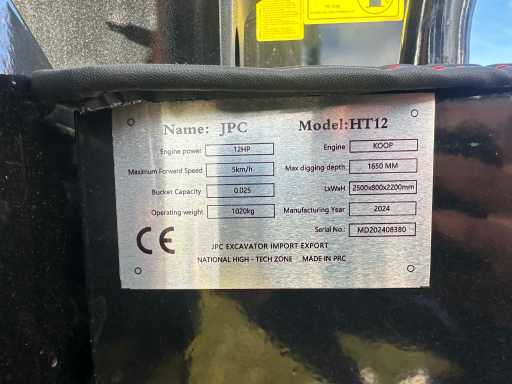 Name: JPC Model:HT12
Engine power 12HP Engine KOOP
Maximum Forward Speed 5km/h Max digging depth 1650 MM
Bucket Capacity 0.025 LxWxH 2500x800x2200mm
Operating weight 1020kg Manufacturing Year 2024
Serial No.: MD202408380
CE
JPC EXCAVATOR IMPORT EXPORT
NATIONAL HIGH - TECH ZONE MADE IN PRC